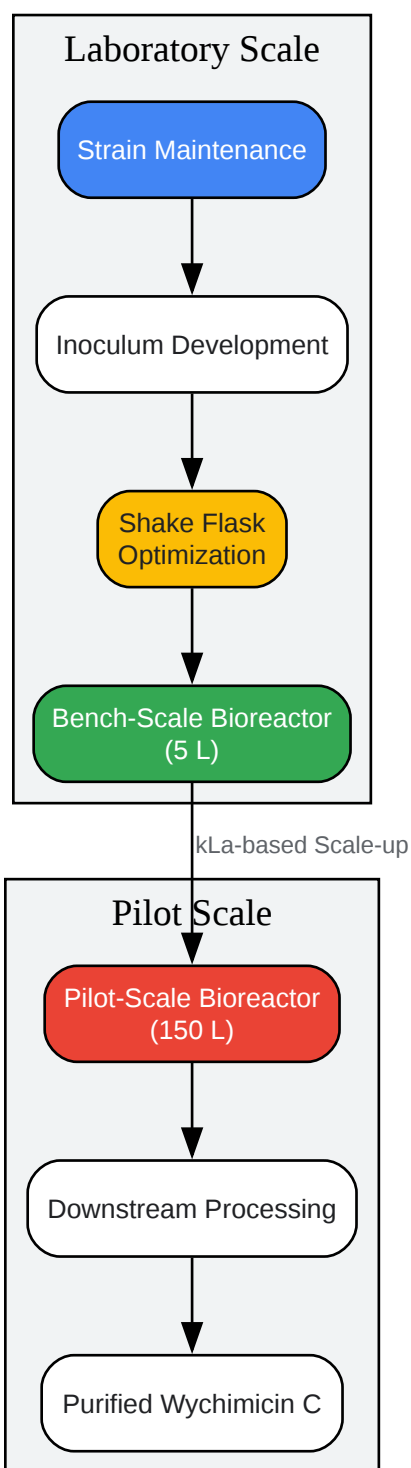 Laboratory Scale
Strain Maintenance
Inoculum Development
Shake Flask
Optimization
Bench-Scale Bioreactor
(5 L)
kLa-based Scale-up
Pilot Scale
Pilot-Scale Bioreactor
(150 L)
Downstream Processing
Purified Wychimicin C